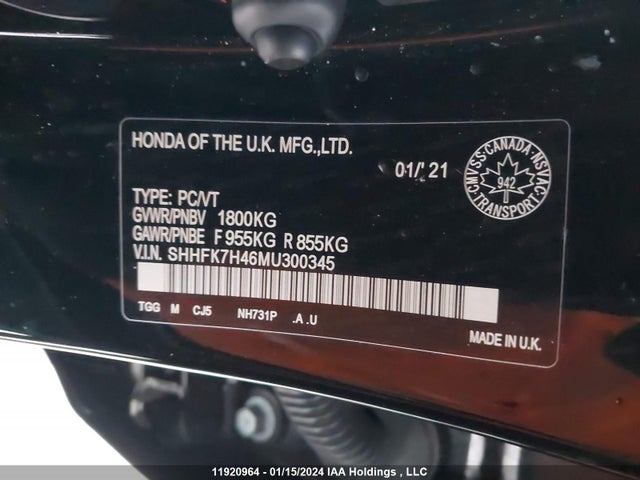 HONDA OF THE U.K. MFG.,LTD.
01/'21
CMVSS-CANADA-NSVAC
942
TRANSPORT
TYPE: PC/VT
GVWR/PNBV 1800KG
GAWR/PNBE F 955KG R 855KG
V.I.N. SHHFK7H46MU300345
TGG M CJ5 NH731P .A .U
MADE IN U.K.
11920964 - 01/15/2024 IAA Holdings , LLC